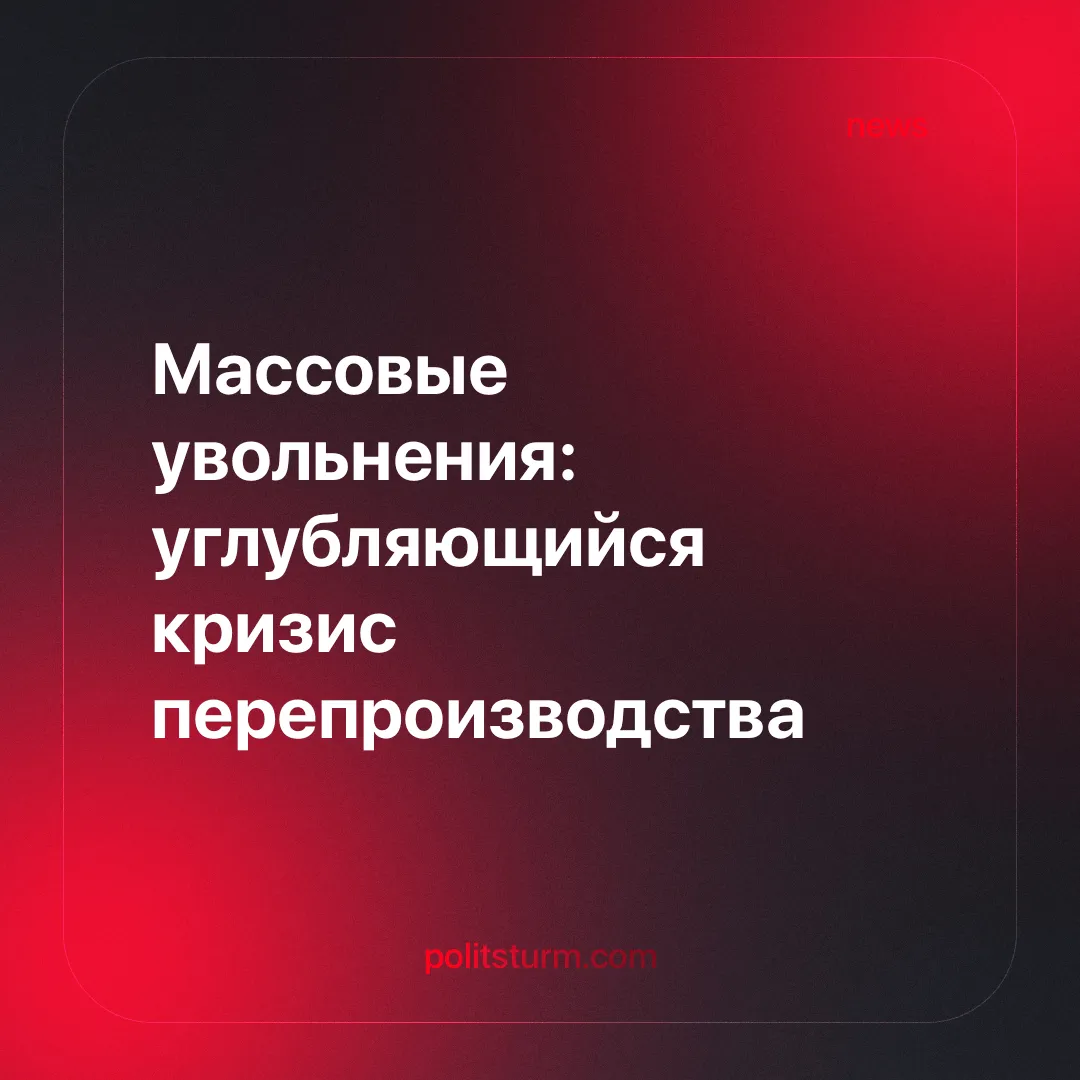 news
Массовые
увольнения:
углубляющийся
кризис
перепроизводства
politsturm.com